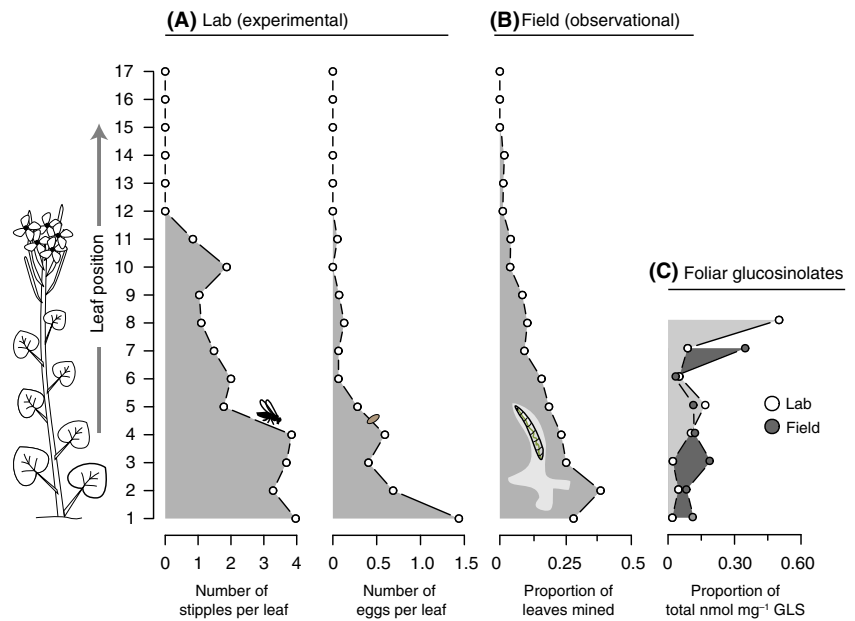 (A) Lab (experimental)
(B) Field (observational)
17
16
15
14
13
12
11
10
9
8
7
6
5
4
3
2
1
Leaf position
(C) Foliar glucosinolates
Lab
Field
0 1 2 3 4
Number of
stipples per leaf
0 0.5 1.0 1.5
Number of
eggs per leaf
0 0.25 0.5
Proportion of
leaves mined
0 0.30 0.60
Proportion of
total nmol mg⁻¹ GLS